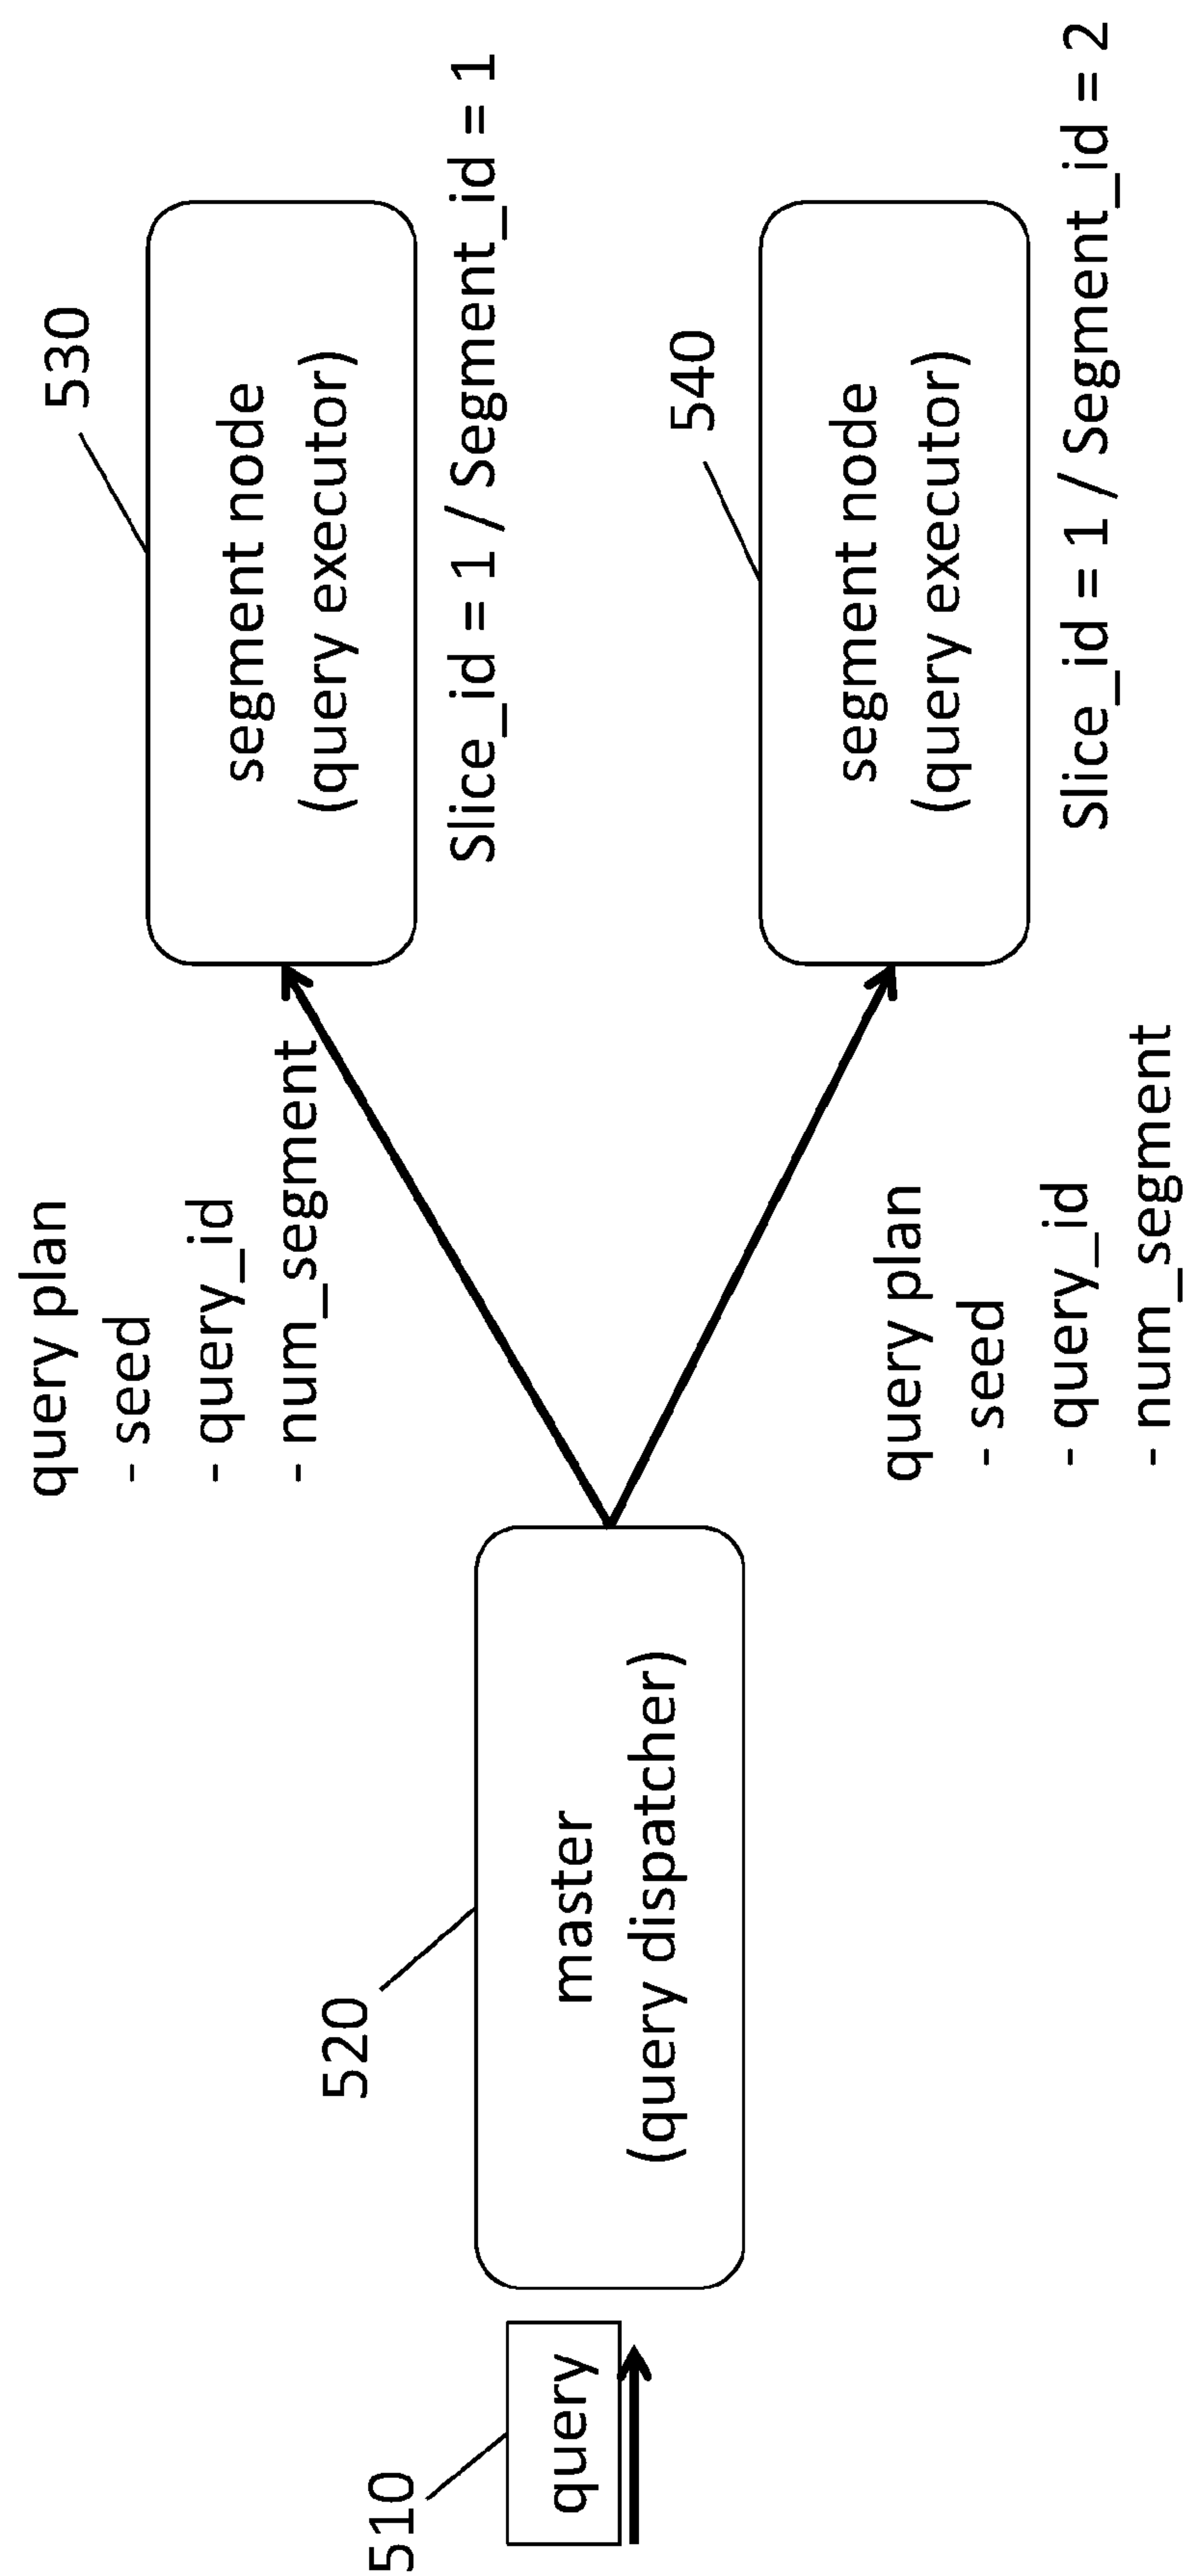 510
query
520
master
(query dispatcher)
query plan
- seed
- query_id
- num_segment
530
segment node
(query executor)
Slice_id = 1 / Segment_id = 1
query plan
- seed
- query_id
- num_segment
540
segment node
(query executor)
Slice_id = 1 / Segment_id = 2